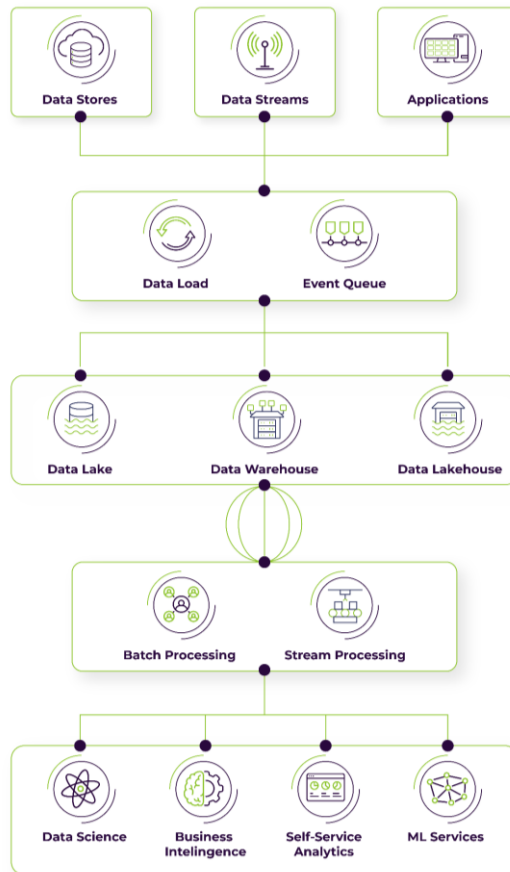 Data Stores
Data Streams
Applications
Data Load
Event Queue
Data Lake
Data Warehouse
Data Lakehouse
Batch Processing
Stream Processing
Data Science
Business
Intelingence
Self-Service
Analytics
ML Services